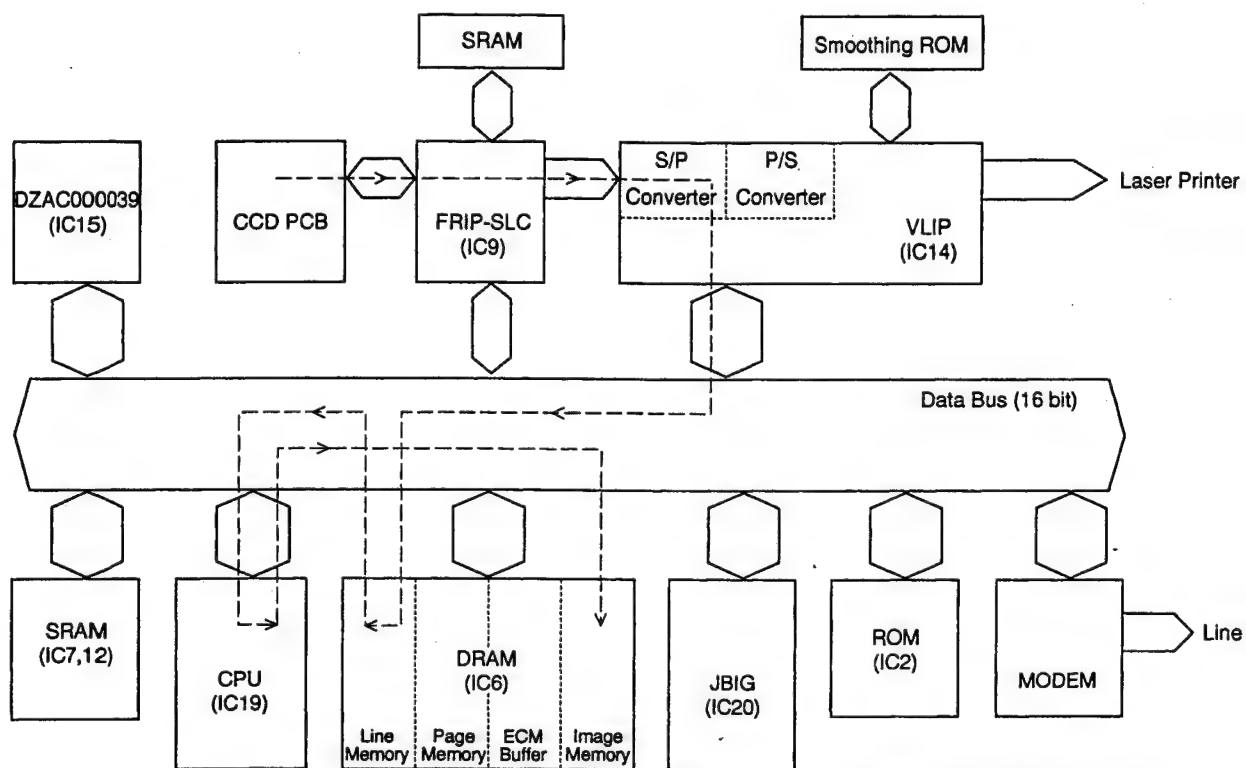 SRAM
Smoothing ROM
DZAC000039
(IC15)
CCD PCB
FRIP-SLC
(IC9)
S/P
Converter
P/S
Converter
VLIP
(IC14)
Laser Printer
Data Bus (16 bit)
SRAM
(IC7,12)
CPU
(IC19)
DRAM
(IC6)
Line
Memory
Page
Memory
ECM
Buffer
Image
Memory
JBIG
(IC20)
ROM
(IC2)
MODEM
Line